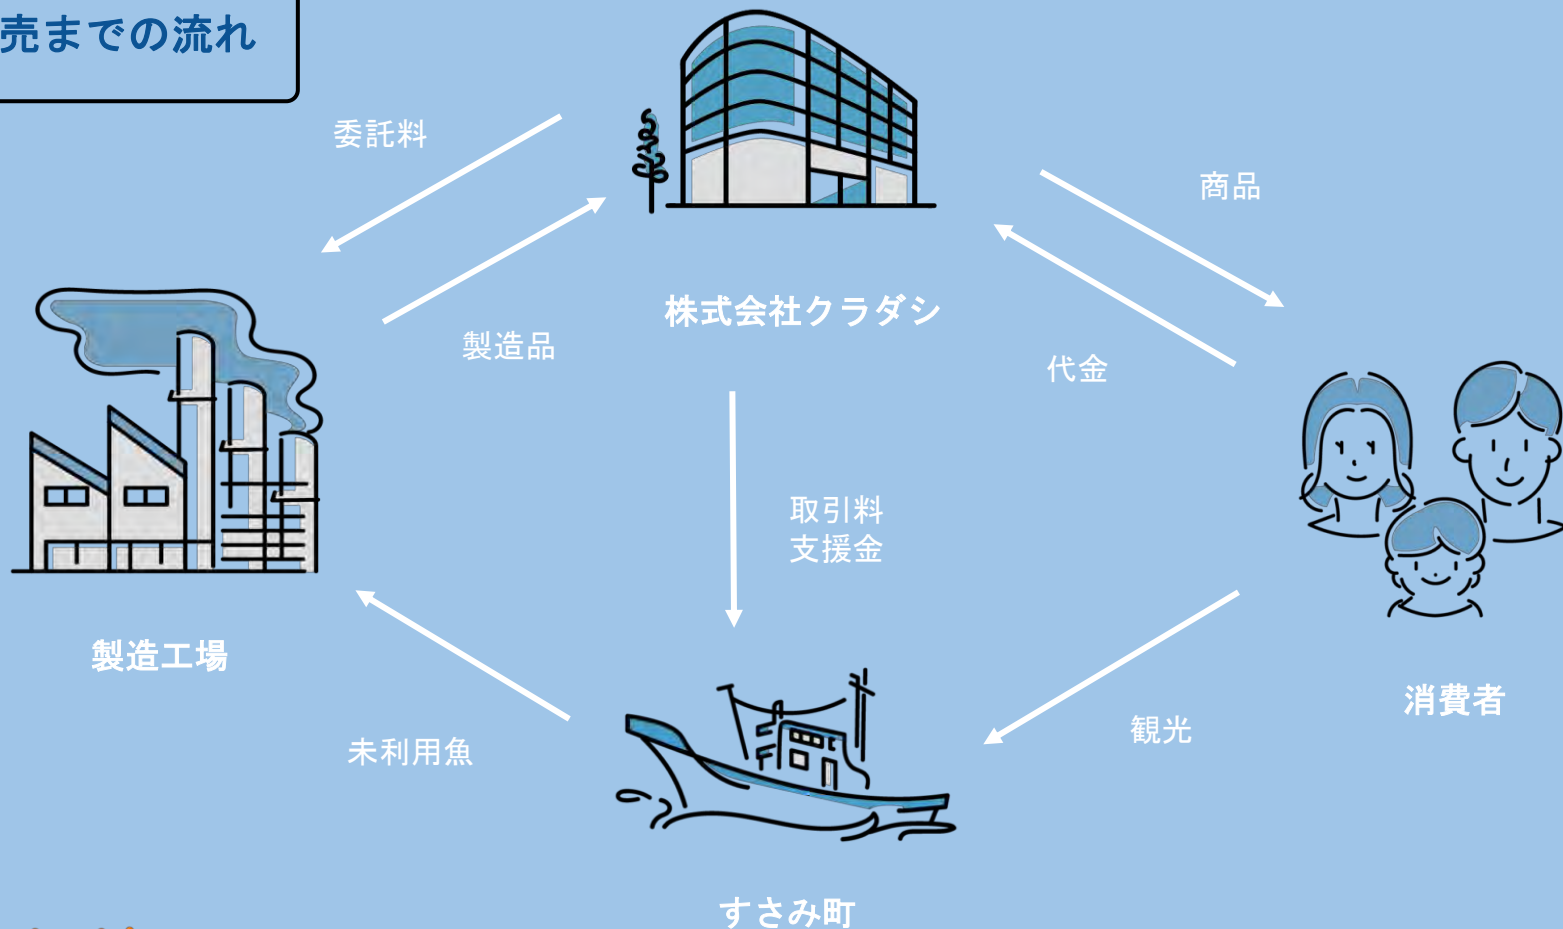 売までの流れ
委託料
商品
株式会社クラダシ
製造品
代金
取引料
支援金
製造工場
消費者
観光
未利用魚
すさみ町